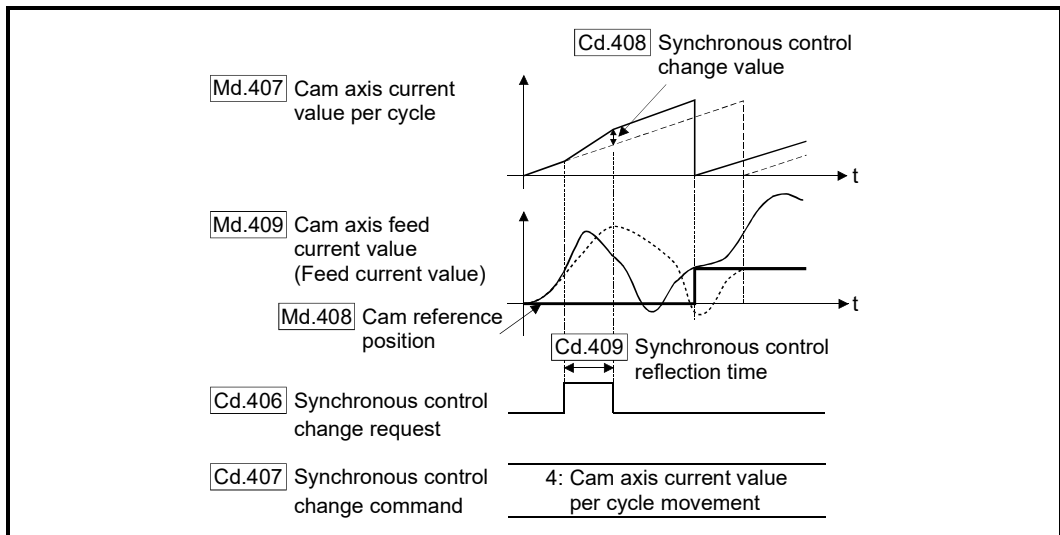 Cd.408 Synchronous control
change value
Md.407 Cam axis current
value per cycle
t
Md.409 Cam axis feed
current value
(Feed current value)
t
Md.408 Cam reference
position
Cd.409 Synchronous control
reflection time
Cd.406 Synchronous control
change request
Cd.407 Synchronous control
change command
4: Cam axis current value
per cycle movement